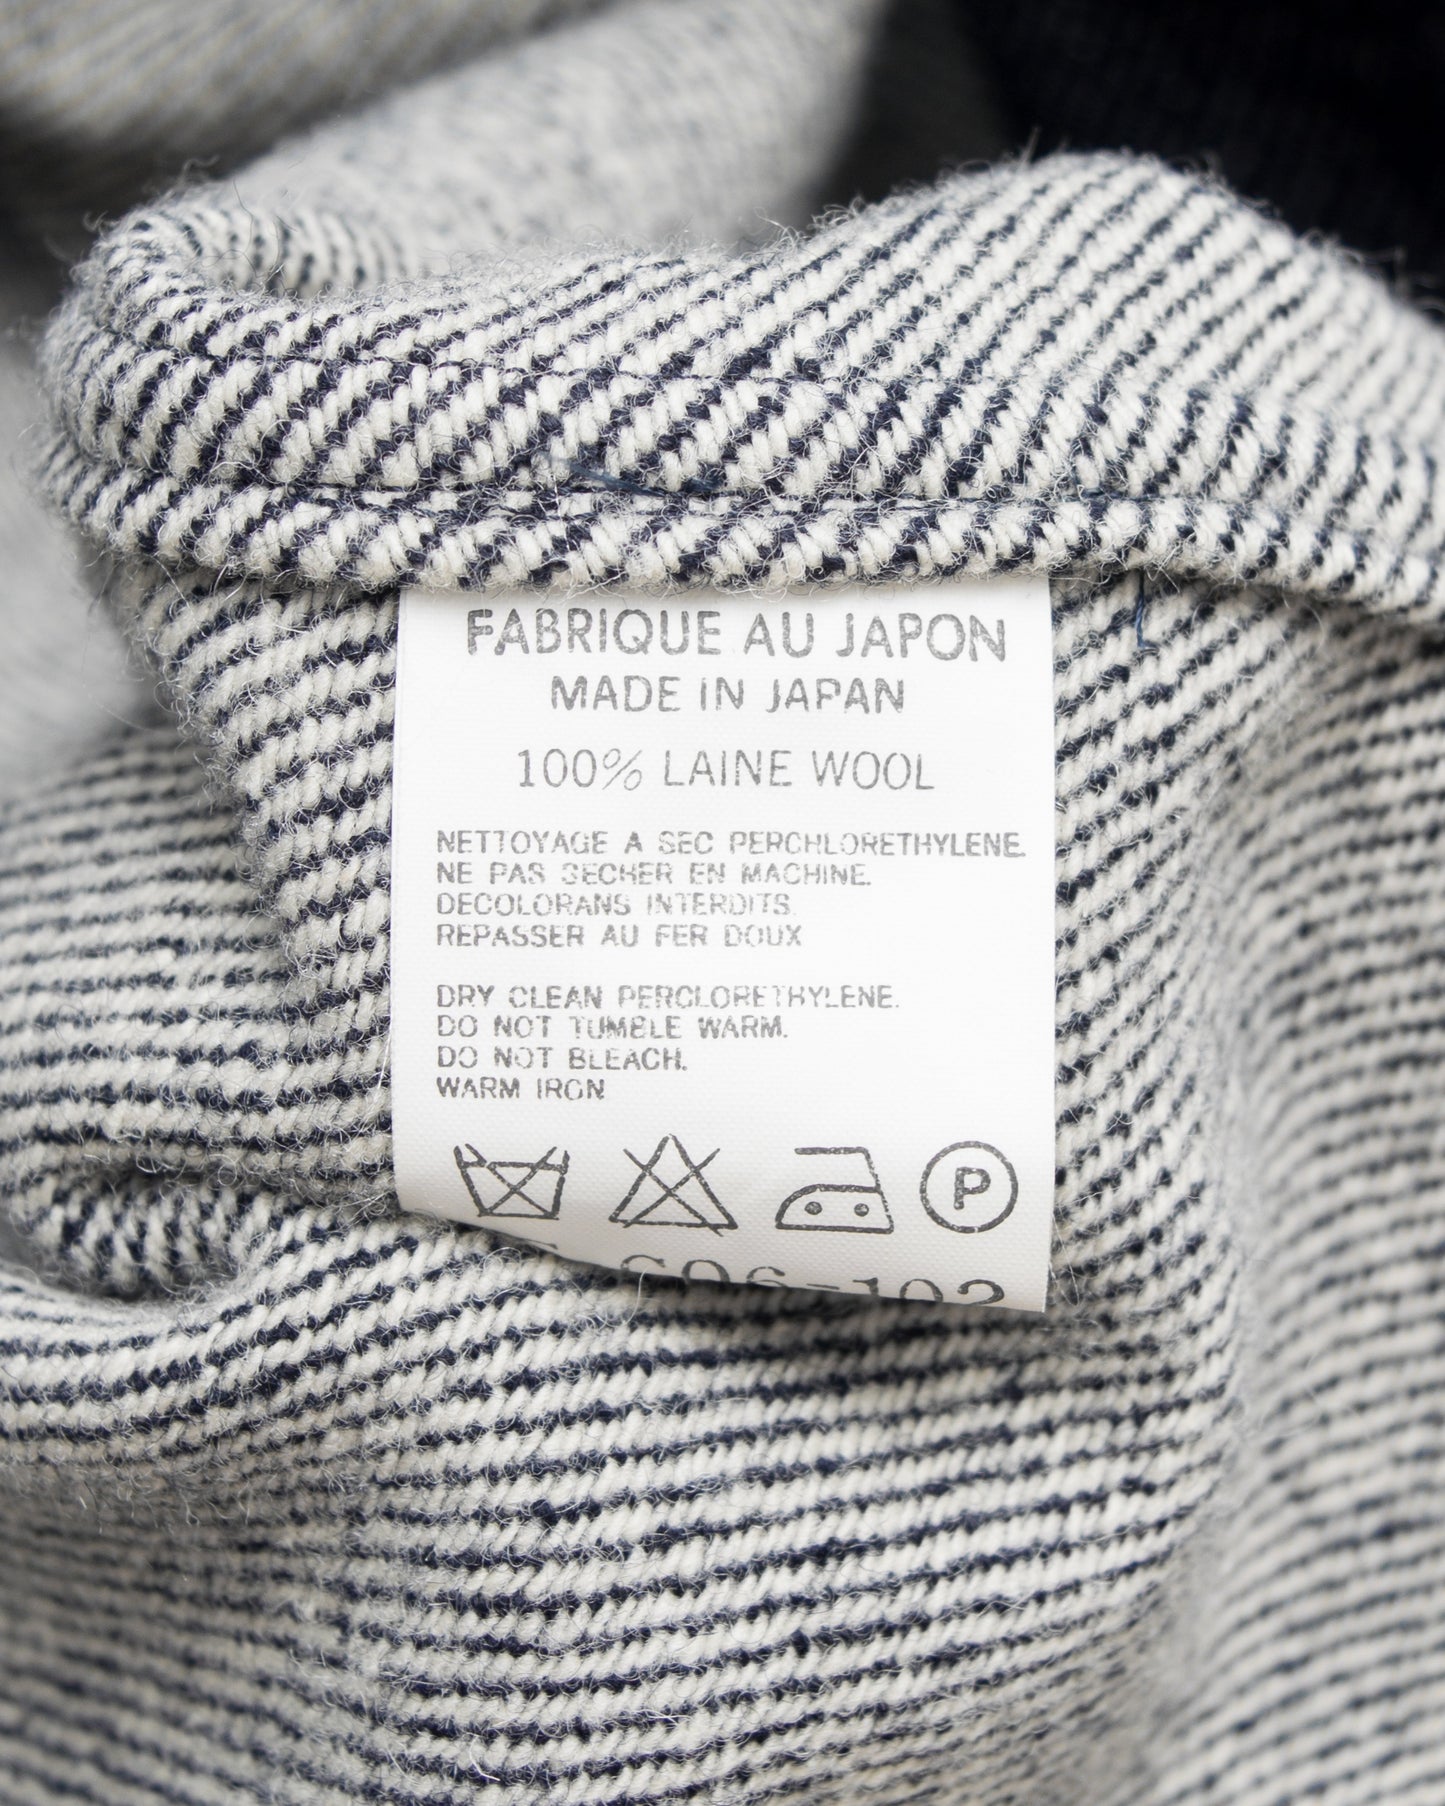 FABRIQUE AU JAPON
MADE IN JAPAN
100% LAINE WOOL
NETTOYAGE A SEC PERCHLORETHYLENE.
NE PAS SECHER EN MACHINE.
DECOLORANS INTERDITS.
REPASSER AU FER DOUX
DRY CLEAN PERCLORETHYLENE.
DO NOT TUMBLE WARM.
DO NOT BLEACH.
WARM IRON
P